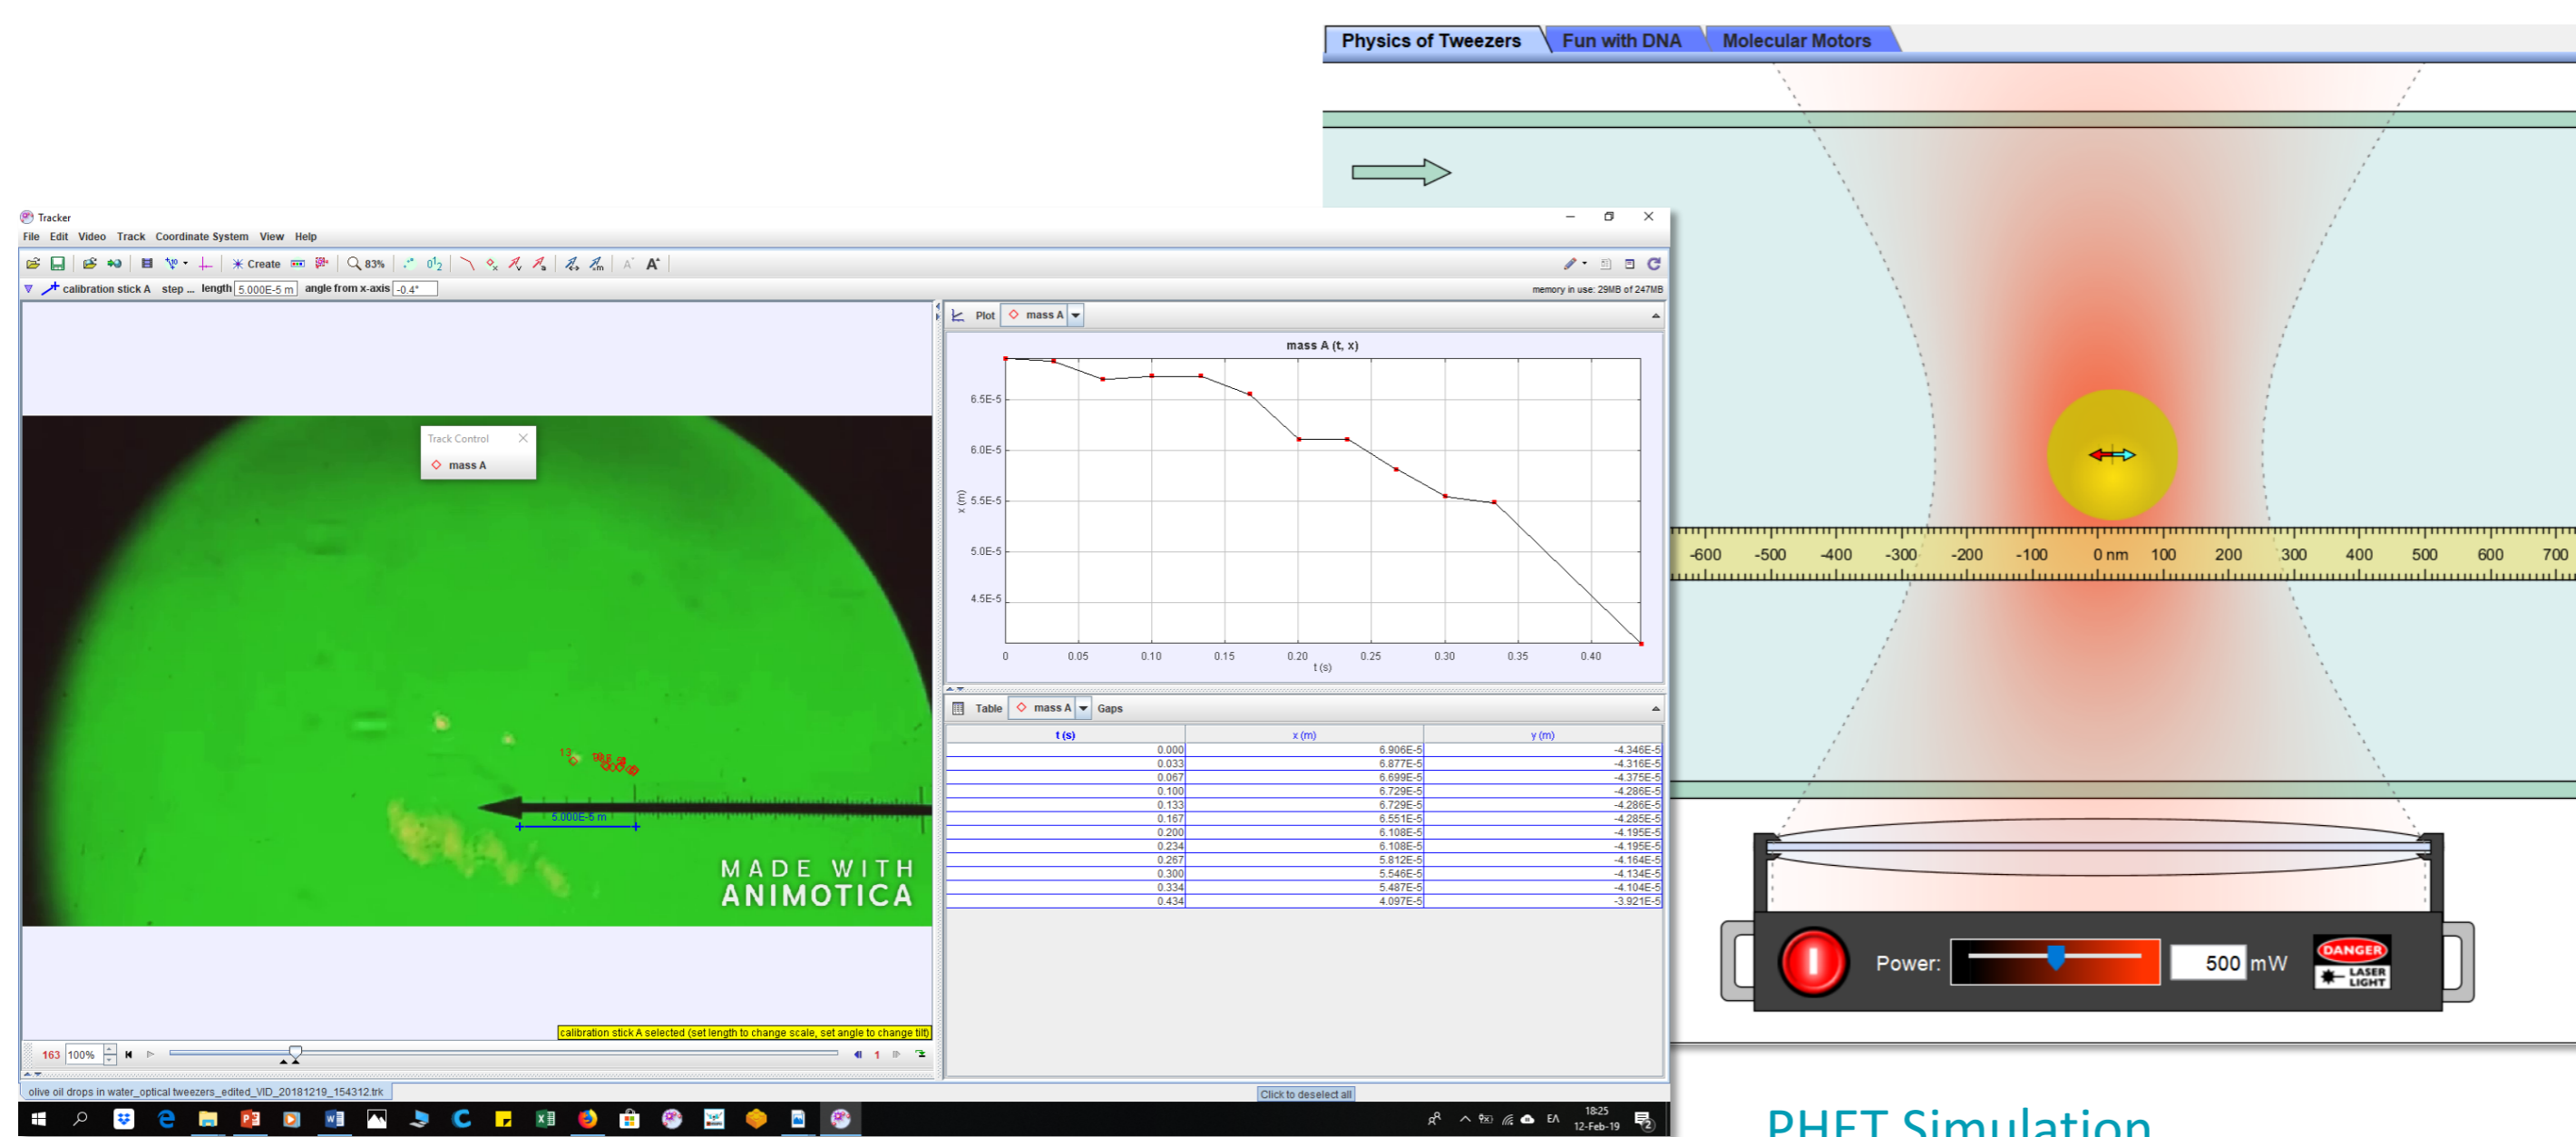 Physics of Tweezers Fun with DNA Molecular Motors
Tracker
File Edit Video Track Coordinate System View Help
Create 83%
calibration stick A step ... length 5.000E-5 m angle from x-axis -0.4°
memory in use: 29MB of 247MB
Plot mass A
mass A (t, x)
6.5E-5
6.0E-5
5.5E-5
5.0E-5
4.5E-5
x (m)
0 0.05 0.10 0.15 0.20 0.25 0.30 0.35 0.40
t (s)
Track Control
mass A
13
5.000E-5 m
MADE WITH
ANIMOTICA
Table mass A Gaps
t (s) x (m) y (m)
0.000 6.906E-5 -4.346E-5
0.033 6.877E-5 -4.316E-5
0.067 6.699E-5 -4.375E-5
0.100 6.729E-5 -4.286E-5
0.133 6.729E-5 -4.286E-5
0.167 6.551E-5 -4.285E-5
0.200 6.108E-5 -4.195E-5
0.234 6.108E-5 -4.195E-5
0.267 5.812E-5 -4.164E-5
0.300 5.546E-5 -4.134E-5
0.334 5.487E-5 -4.104E-5
0.434 4.097E-5 -3.921E-5
calibration stick A selected (set length to change scale, set angle to change tilt)
163 100% 1
olive oil drops in water_optical tweezers_edited_VID_20181219_154312.trk
Click to deselect all
ΕΛ
18:25
12-Feb-19
2
-600 -500 -400 -300 -200 -100 0 nm 100 200 300 400 500 600 700
Power: 500 mW
DANGER
LASER
LIGHT
PHET Simulation